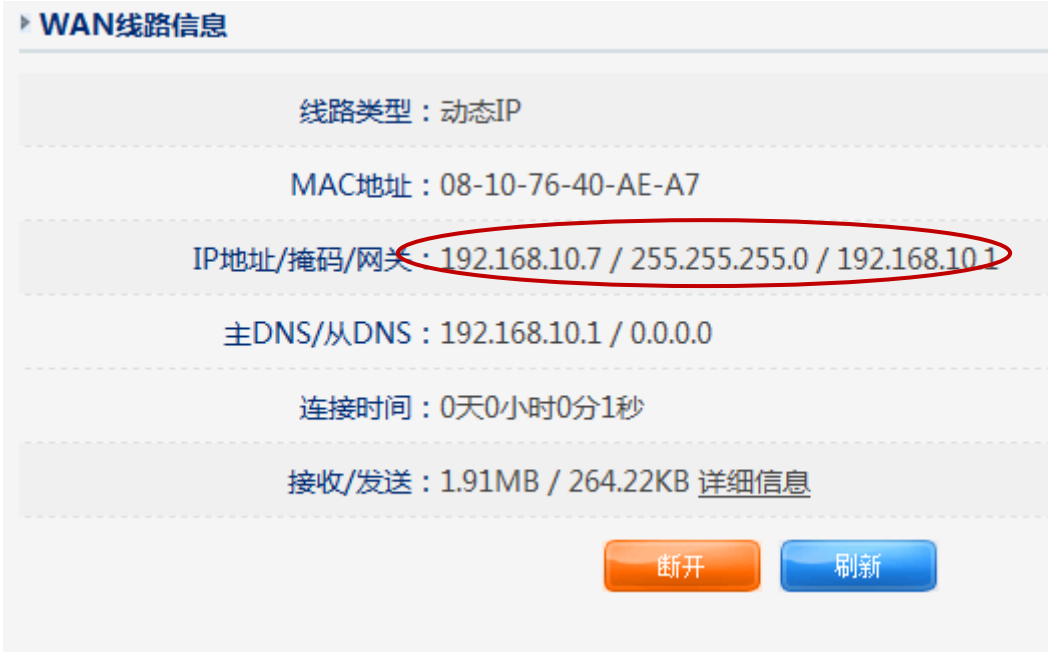 WAN线路信息
线路类型：动态IP
MAC地址：08-10-76-40-AE-A7
IP地址/掩码/网关：192.168.10.7 / 255.255.255.0 / 192.168.10.1
主DNS/从DNS：192.168.10.1 / 0.0.0.0
连接时间：0天0小时0分1秒
接收/发送：1.91MB / 264.22KB 详细信息
断开 刷新